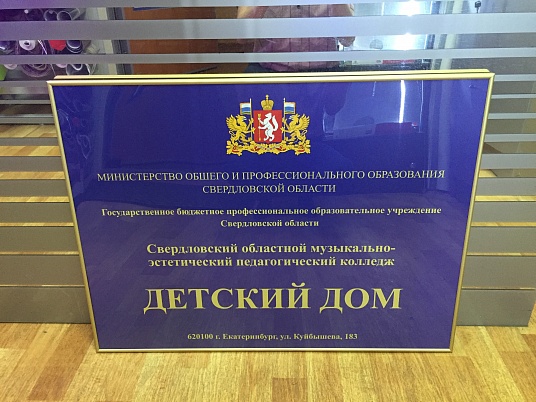 МИНИСТЕРСТВО ОБЩЕГО И ПРОФЕССИОНАЛЬНОГО ОБРАЗОВАНИЯ
СВЕРДЛОВСКОЙ ОБЛАСТИ
Государственное бюджетное профессиональное образовательное учреждение
Свердловской области
Свердловский областной музыкально-
эстетический педагогический колледж
ДЕТСКИЙ ДОМ
620100 г. Екатеринбург, ул. Куйбышева, 183